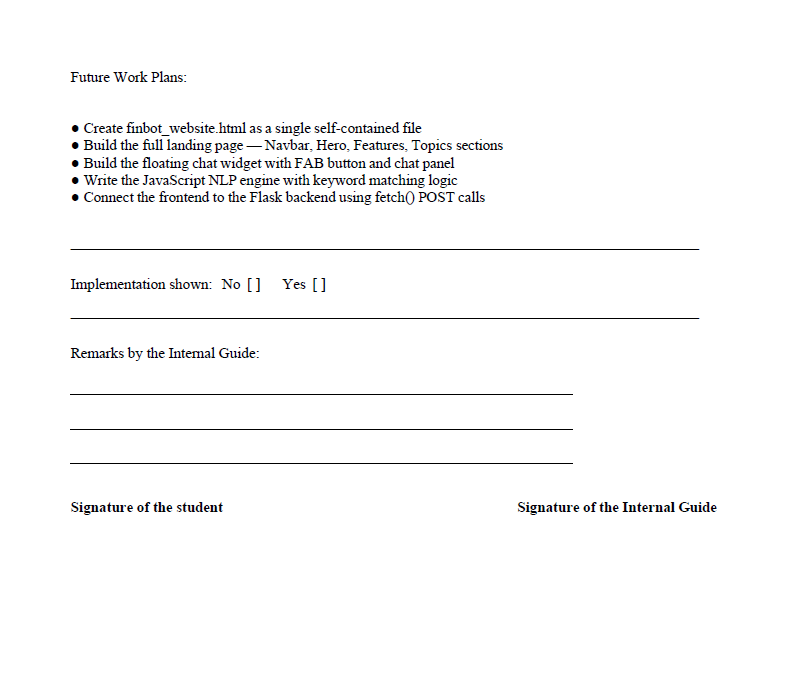 Future Work Plans:
● Create finbot_website.html as a single self-contained file
● Build the full landing page — Navbar, Hero, Features, Topics sections
● Build the floating chat widget with FAB button and chat panel
● Write the JavaScript NLP engine with keyword matching logic
● Connect the frontend to the Flask backend using fetch() POST calls
Implementation shown: No [ ] Yes [ ]
Remarks by the Internal Guide:
Signature of the student Signature of the Internal Guide